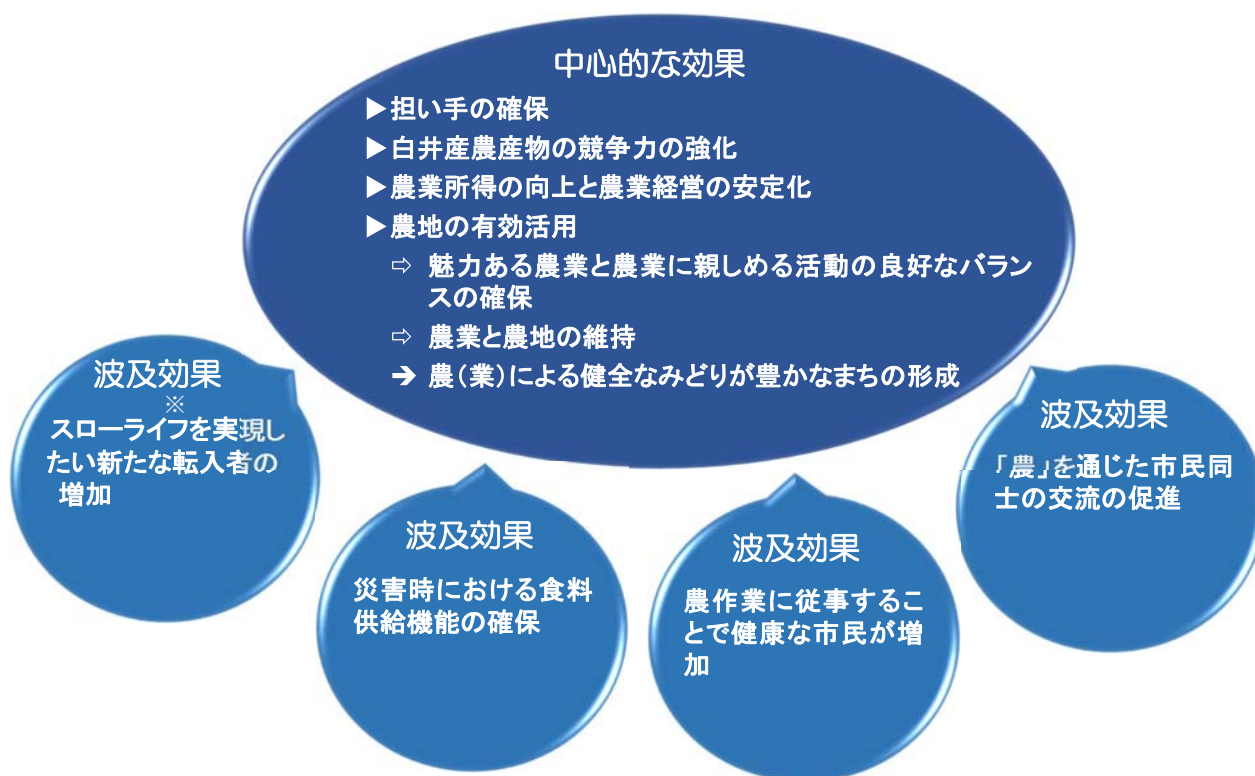 中心的な効果
▶担い手の確保
▶白井産農産物の競争力の強化
▶農業所得の向上と農業経営の安定化
▶農地の有効活用
⇨ 魅力ある農業と農業に親しめる活動の良好なバラン
スの確保
⇨ 農業と農地の維持
➔ 農(業)による健全なみどりが豊かなまちの形成
波及効果
※
スローライフを実現し
たい新たな転入者の
増加
波及効果
災害時における食料
供給機能の確保
波及効果
農作業に従事するこ
とで健康な市民が増
加
波及効果
「農」を通じた市民同
士の交流の促進